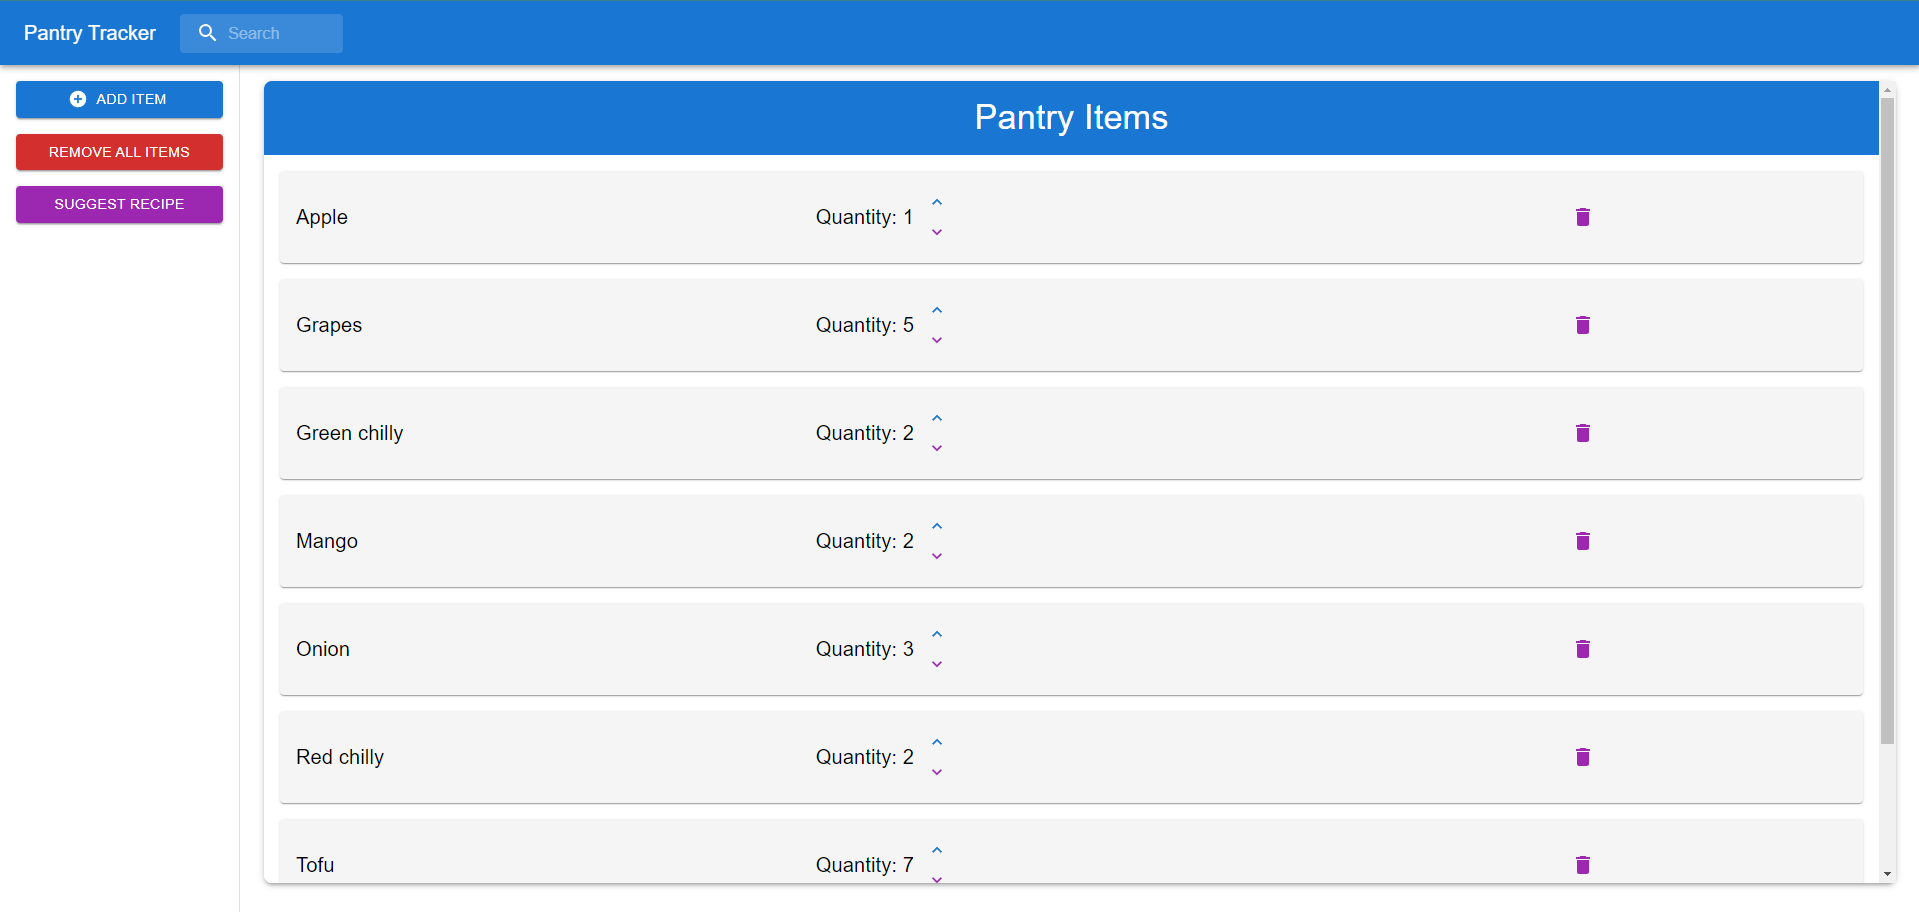 Pantry Tracker
Search
ADD ITEM
REMOVE ALL ITEMS
SUGGEST RECIPE
Pantry Items
Apple Quantity: 1
Grapes Quantity: 5
Green chilly Quantity: 2
Mango Quantity: 2
Onion Quantity: 3
Red chilly Quantity: 2
Tofu Quantity: 7